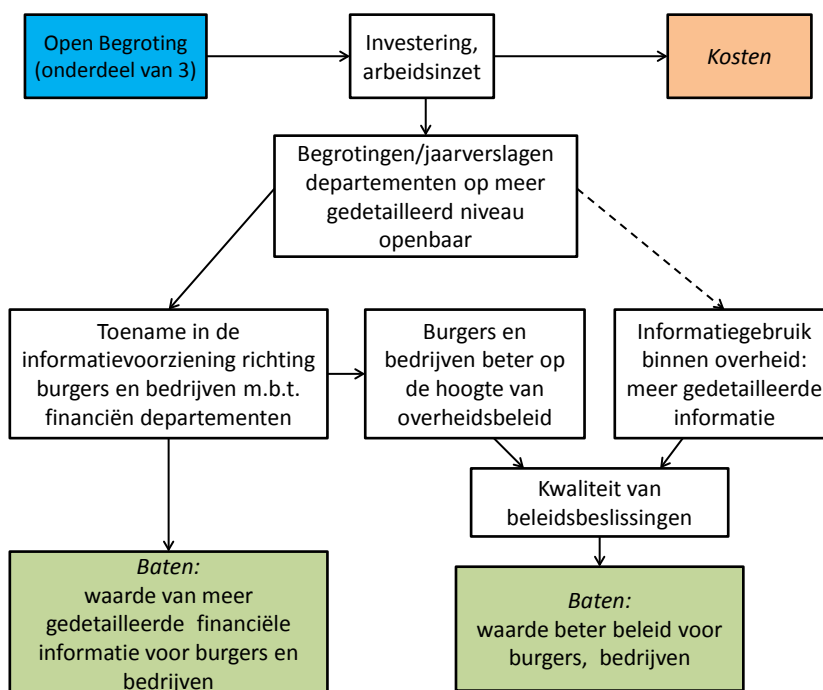 Open Begroting
(onderdeel van 3)
Investering,
arbeidsinzet
Kosten
Begrotingen/jaarverslagen
departementen op meer
gedetailleerd niveau
openbaar
Toename in de
informatievoorziening richting
burgers en bedrijven m.b.t.
financiën departementen
Burgers en
bedrijven beter op
de hoogte van
overheidsbeleid
Informatiegebruik
binnen overheid:
meer gedetailleerde
informatie
Kwaliteit van
beleidsbeslissingen
Baten:
waarde van meer
gedetailleerde financiële
informatie voor burgers en
bedrijven
Baten:
waarde beter beleid voor
burgers, bedrijven